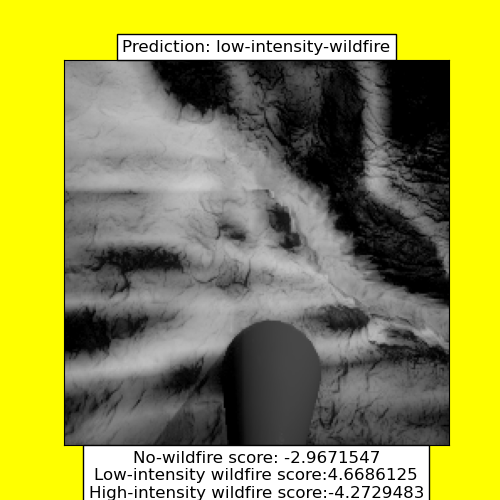 Prediction: low-intensity-wildfire
No-wildfire score: -2.9671547
Low-intensity wildfire score:4.6686125
High-intensity wildfire score:-4.2729483